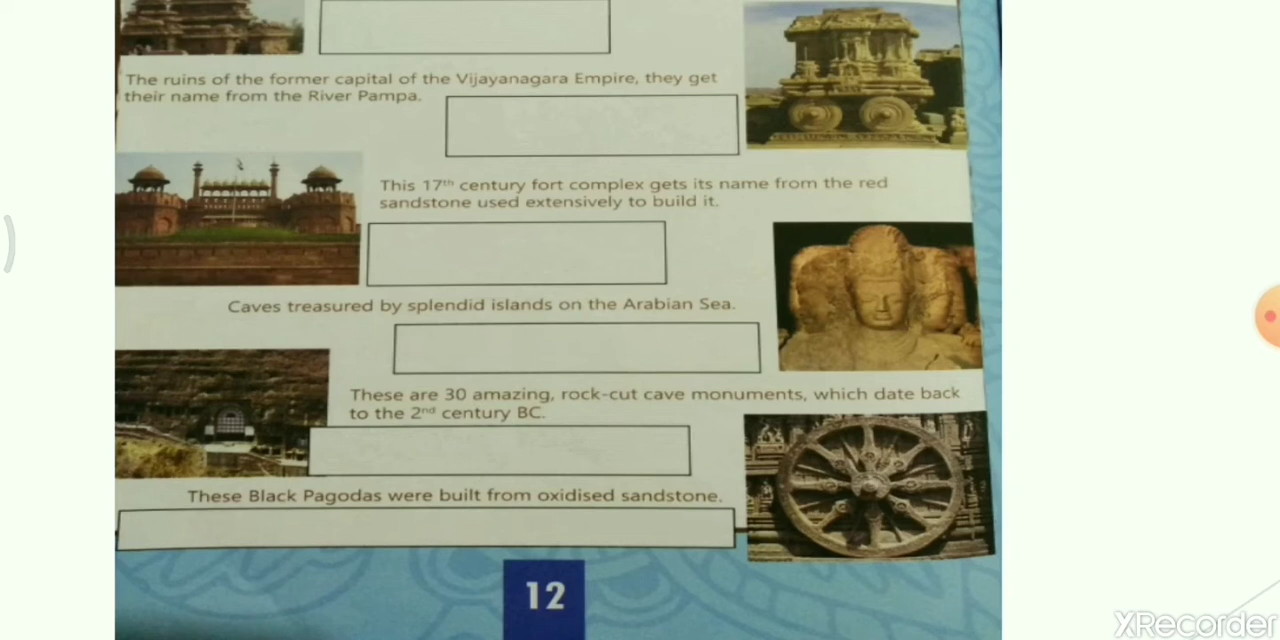 The ruins of the former capital of the Vijayanagara Empire, they get
their name from the River Pampa.
This 17th century fort complex gets its name from the red
sandstone used extensively to build it.
Caves treasured by splendid islands on the Arabian Sea.
These are 30 amazing, rock-cut cave monuments, which date back
to the 2nd century BC.
These Black Pagodas were built from oxidised sandstone.
12
XRecorder